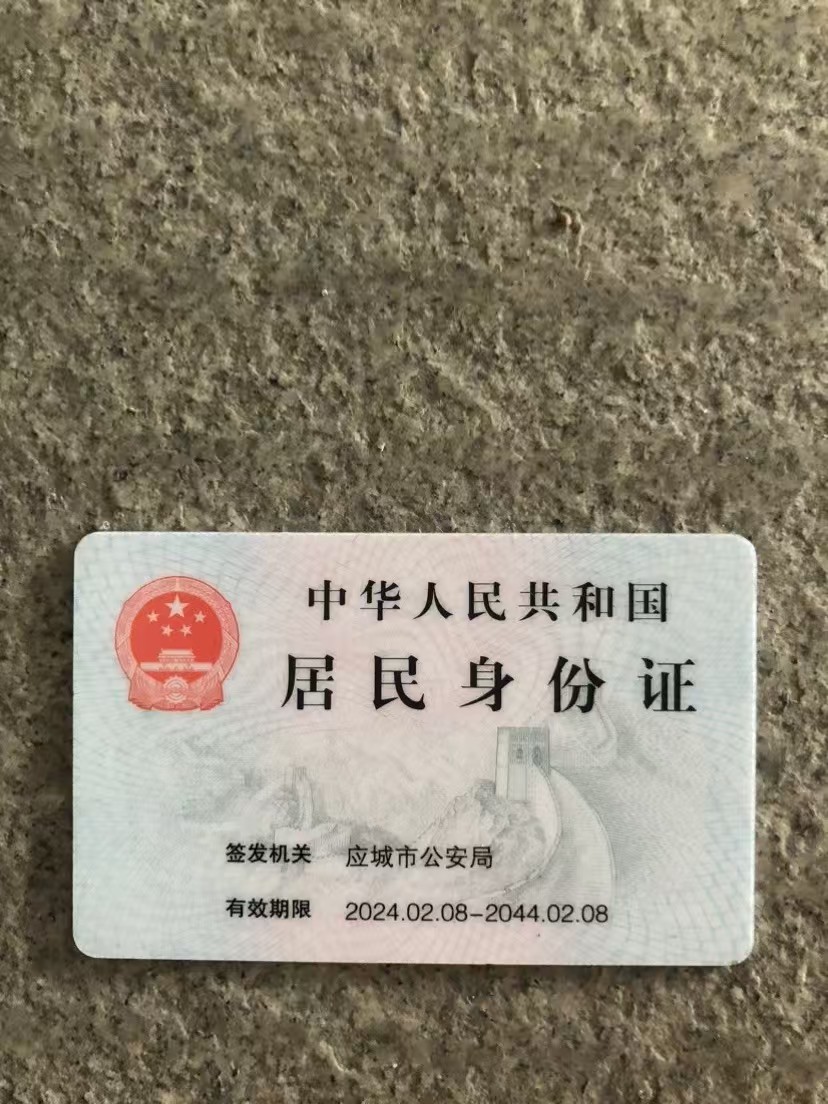 中华人民共和国
居民身份证
签发机关 应城市公安局
有效期限 2024.02.08-2044.02.08